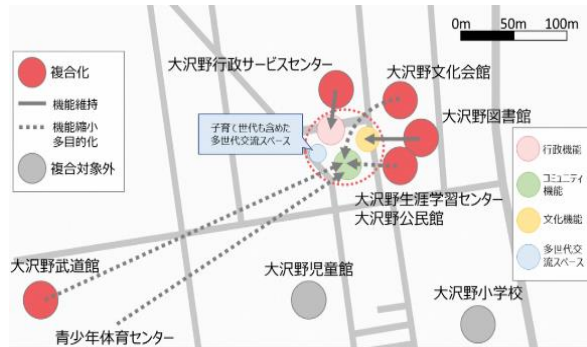 0m 50m 100m
複合化
機能維持
機能縮小
多目的化
複合対象外
大沢野行政サービスセンター
大沢野文化会館
大沢野図書館
子育て世代も含めた
多世代交流スペース
行政機能
コミュニティ
機能
文化機能
多世代交
流スペース
大沢野生涯学習センター
大沢野公民館
大沢野武道館
大沢野児童館
大沢野小学校
青少年体育センター